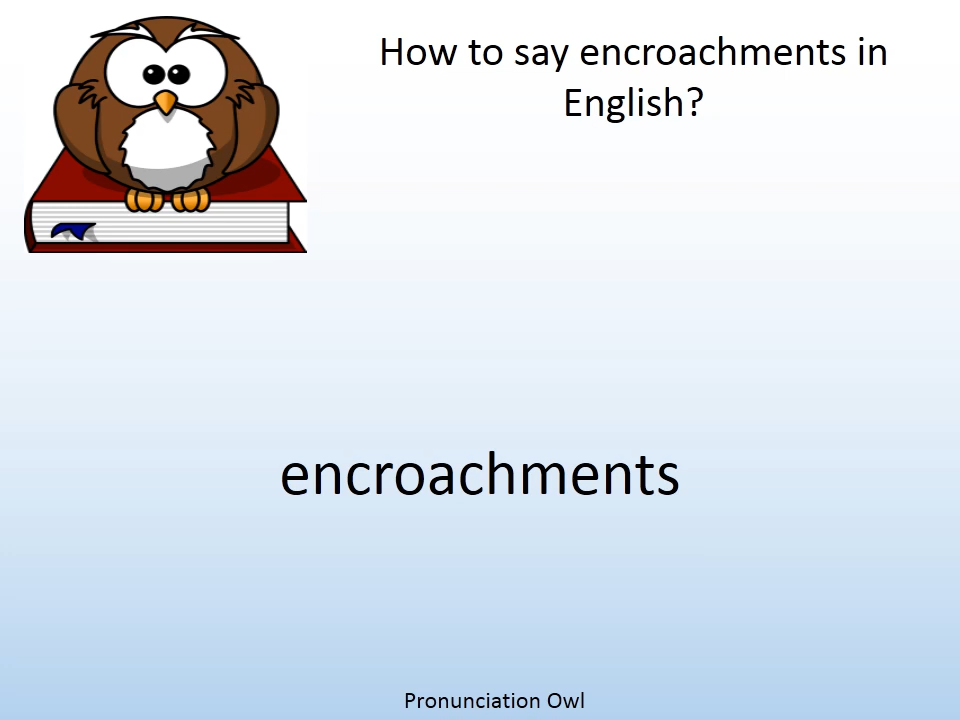 How to say encroachments in
English?
encroachments
Pronunciation Owl